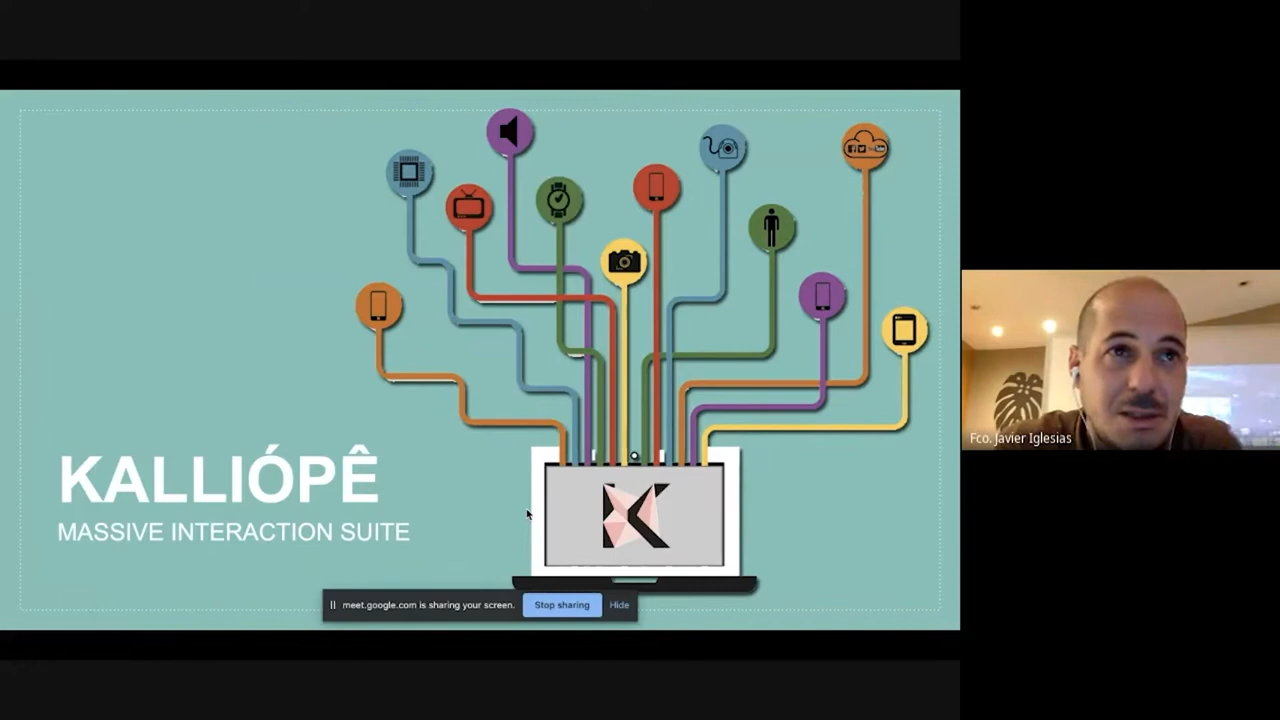 KALLIÓPÊ
MASSIVE INTERACTION SUITE
K
meet.google.com is sharing your screen. Stop sharing Hide
Fco. Javier Iglesias